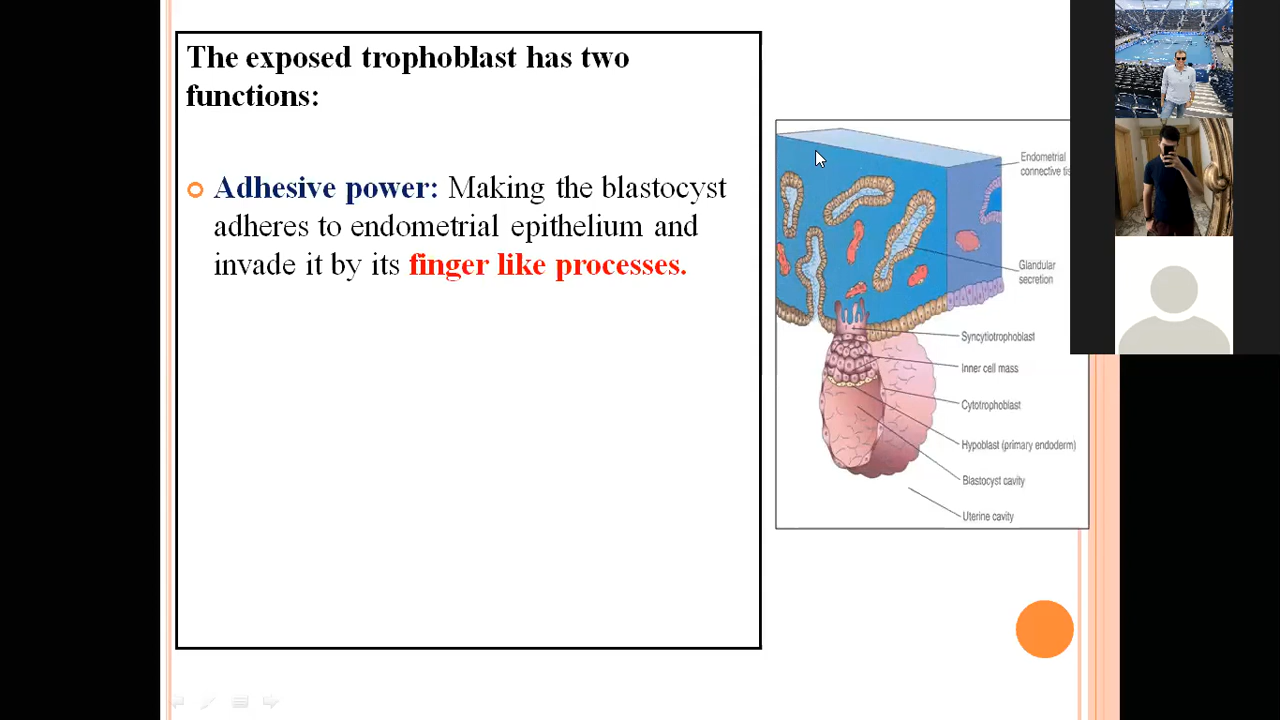 The exposed trophoblast has two
functions:
Adhesive power: Making the blastocyst
adheres to endometrial epithelium and
invade it by its finger like processes.
Endometrial
connective
Glandular
secretion
Syncytiotrophoblast
Inner cell mass
Cytotrophoblast
Hypoblast (primary endoderm)
Blastocyst cavity
Uterine cavity